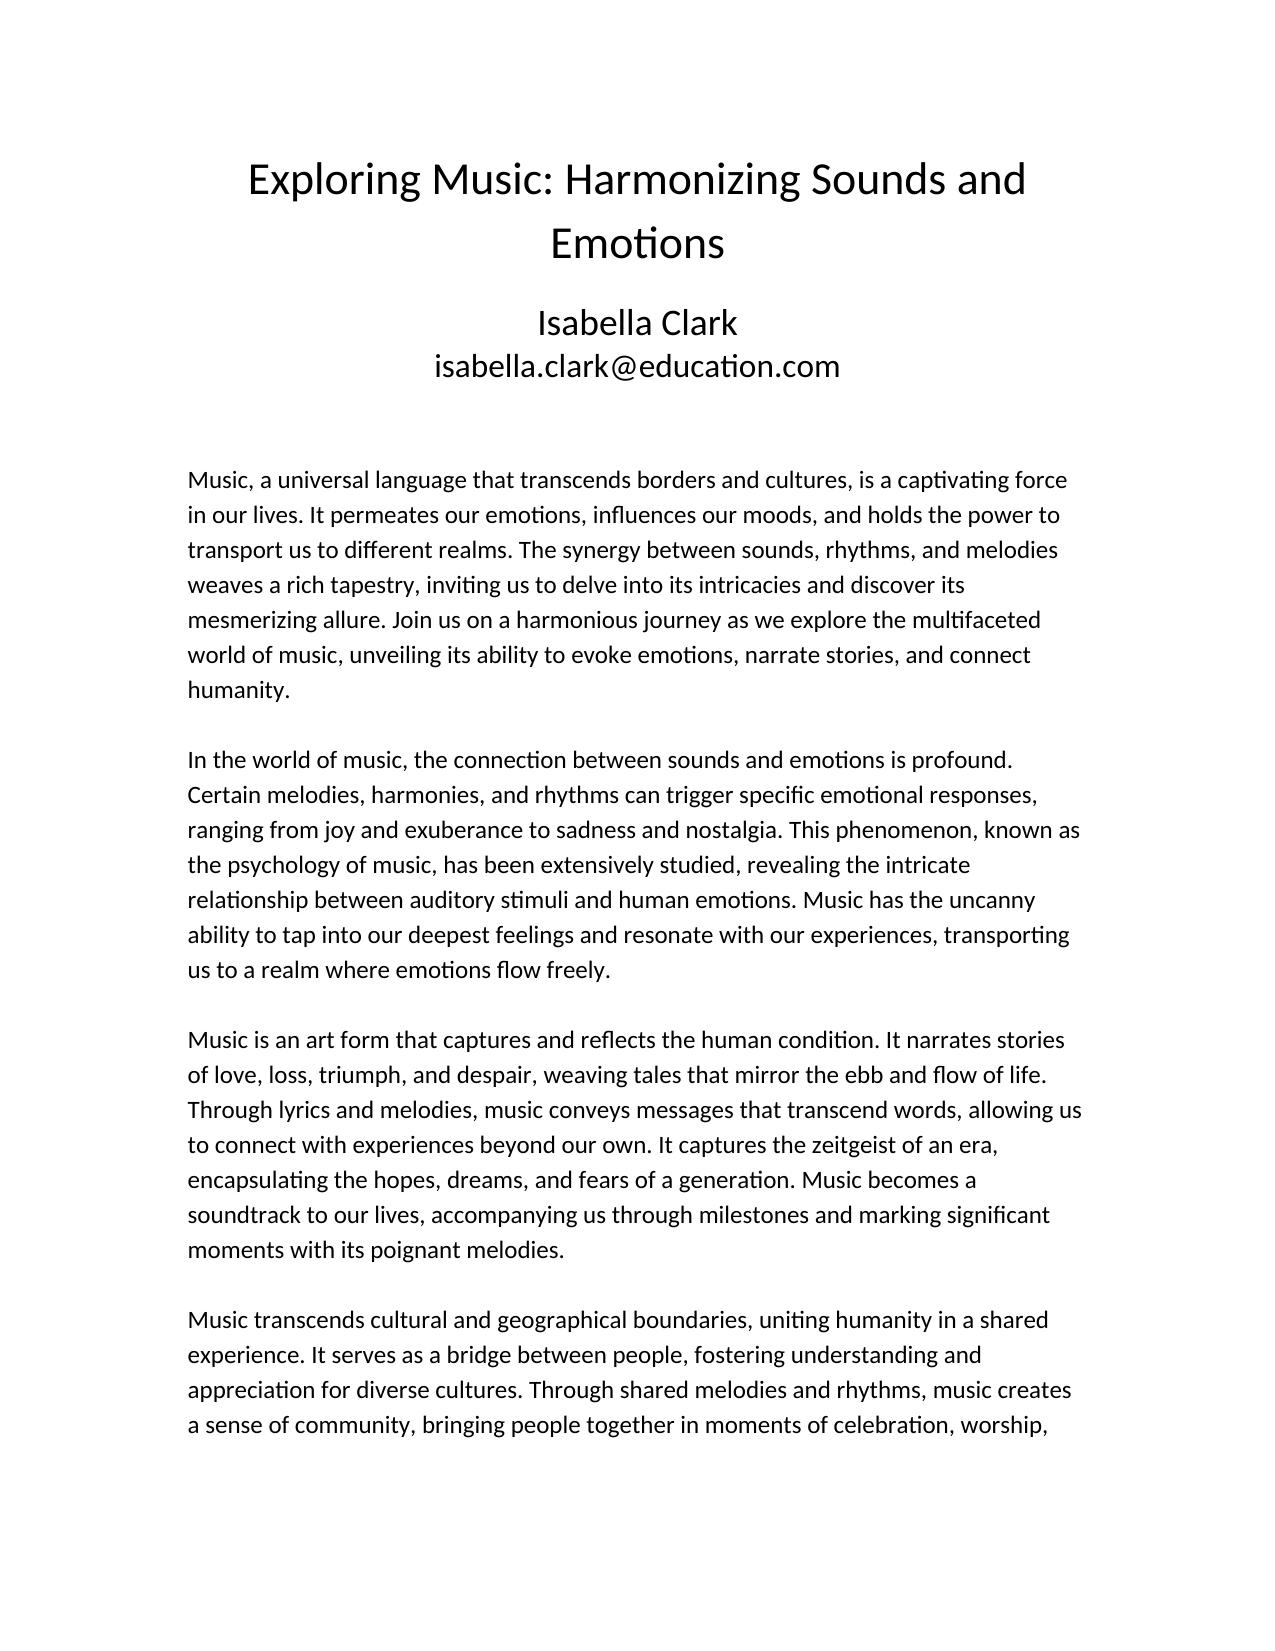 Exploring Music: Harmonizing Sounds and
Emotions
Isabella Clark
isabella.clark@education.com
Music, a universal language that transcends borders and cultures, is a captivating force
in our lives. It permeates our emotions, influences our moods, and holds the power to
transport us to different realms. The synergy between sounds, rhythms, and melodies
weaves a rich tapestry, inviting us to delve into its intricacies and discover its
mesmerizing allure. Join us on a harmonious journey as we explore the multifaceted
world of music, unveiling its ability to evoke emotions, narrate stories, and connect
humanity.
In the world of music, the connection between sounds and emotions is profound.
Certain melodies, harmonies, and rhythms can trigger specific emotional responses,
ranging from joy and exuberance to sadness and nostalgia. This phenomenon, known as
the psychology of music, has been extensively studied, revealing the intricate
relationship between auditory stimuli and human emotions. Music has the uncanny
ability to tap into our deepest feelings and resonate with our experiences, transporting
us to a realm where emotions flow freely.
Music is an art form that captures and reflects the human condition. It narrates stories
of love, loss, triumph, and despair, weaving tales that mirror the ebb and flow of life.
Through lyrics and melodies, music conveys messages that transcend words, allowing us
to connect with experiences beyond our own. It captures the zeitgeist of an era,
encapsulating the hopes, dreams, and fears of a generation. Music becomes a
soundtrack to our lives, accompanying us through milestones and marking significant
moments with its poignant melodies.
Music transcends cultural and geographical boundaries, uniting humanity in a shared
experience. It serves as a bridge between people, fostering understanding and
appreciation for diverse cultures. Through shared melodies and rhythms, music creates
a sense of community, bringing people together in moments of celebration, worship,